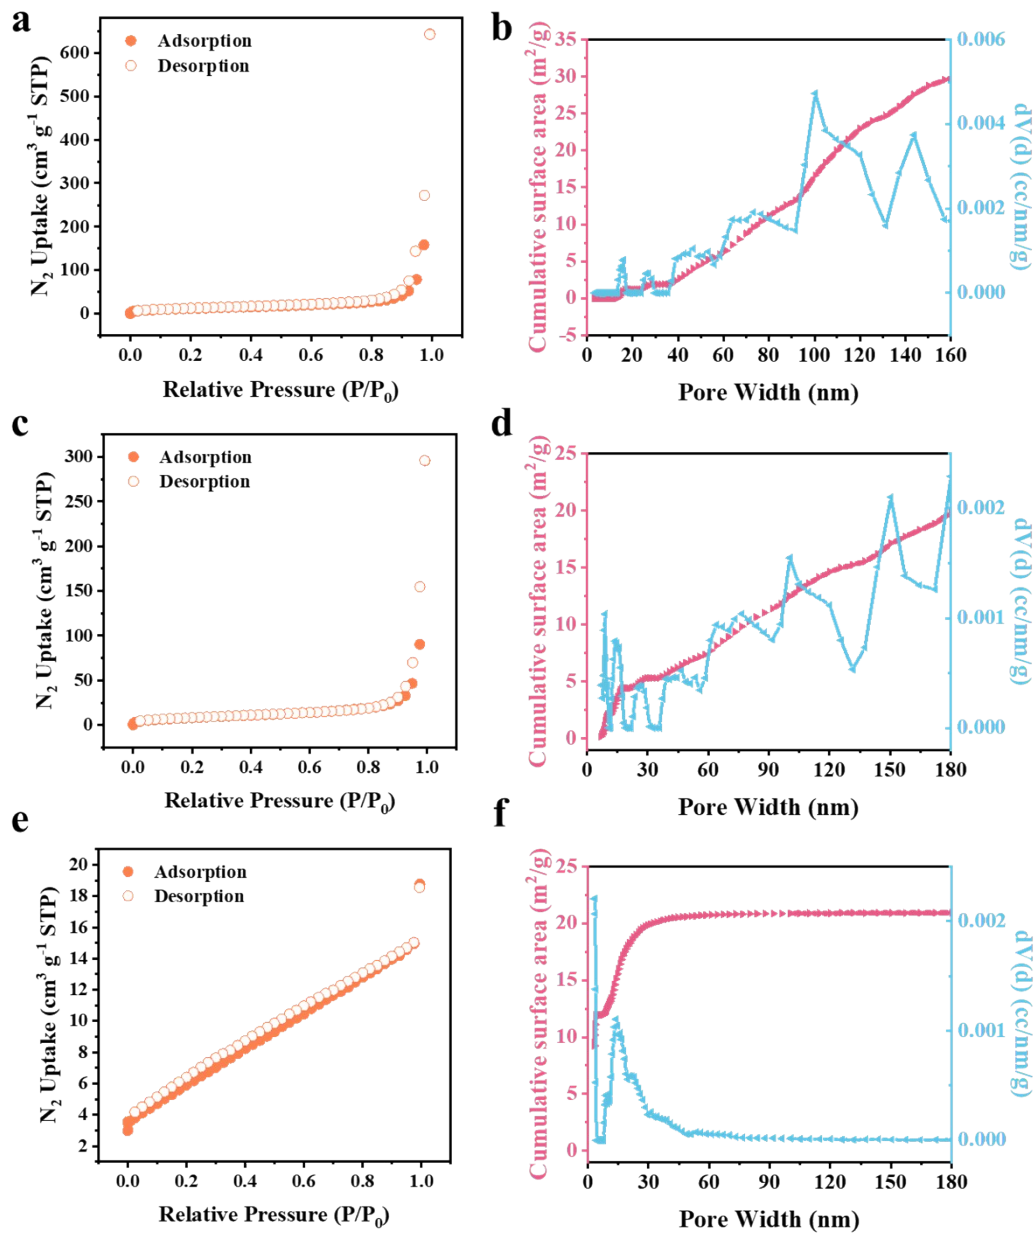 a
Adsorption
Desorption
N₂ Uptake (cm³ g⁻¹ STP)
600
500
400
300
200
100
0
0.0 0.2 0.4 0.6 0.8 1.0
Relative Pressure (P/P₀)
b
Cumulative surface area (m²/g)
35
30
25
20
15
10
5
0
-5
0 20 40 60 80 100 120 140 160
Pore Width (nm)
0.006
0.004
0.002
0.000
dV(d) (cc/nm/g)
c
Adsorption
Desorption
N₂ Uptake (cm³ g⁻¹ STP)
300
250
200
150
100
50
0
0.0 0.2 0.4 0.6 0.8 1.0
Relative Pressure (P/P₀)
d
Cumulative surface area (m²/g)
25
20
15
10
5
0
0 30 60 90 120 150 180
Pore Width (nm)
0.002
0.001
0.000
dV(d) (cc/nm/g)
e
Adsorption
Desorption
N₂ Uptake (cm³ g⁻¹ STP)
20
18
16
14
12
10
8
6
4
2
0.0 0.2 0.4 0.6 0.8 1.0
Relative Pressure (P/P₀)
f
Cumulative surface area (m²/g)
25
20
15
10
5
0
0 30 60 90 120 150 180
Pore Width (nm)
0.002
0.001
0.000
dV(d) (cc/nm/g)